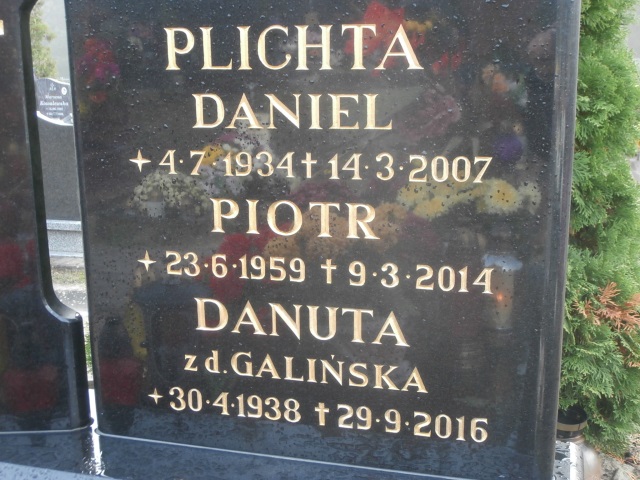 PLICHTA
DANIEL
✦ 4·7·1934 † 14·3·2007
PIOTR
✦ 23·6·1959 † 9·3·2014
DANUTA
z d. GALIŃSKA
✦ 30·4·1938 † 29·9·2016